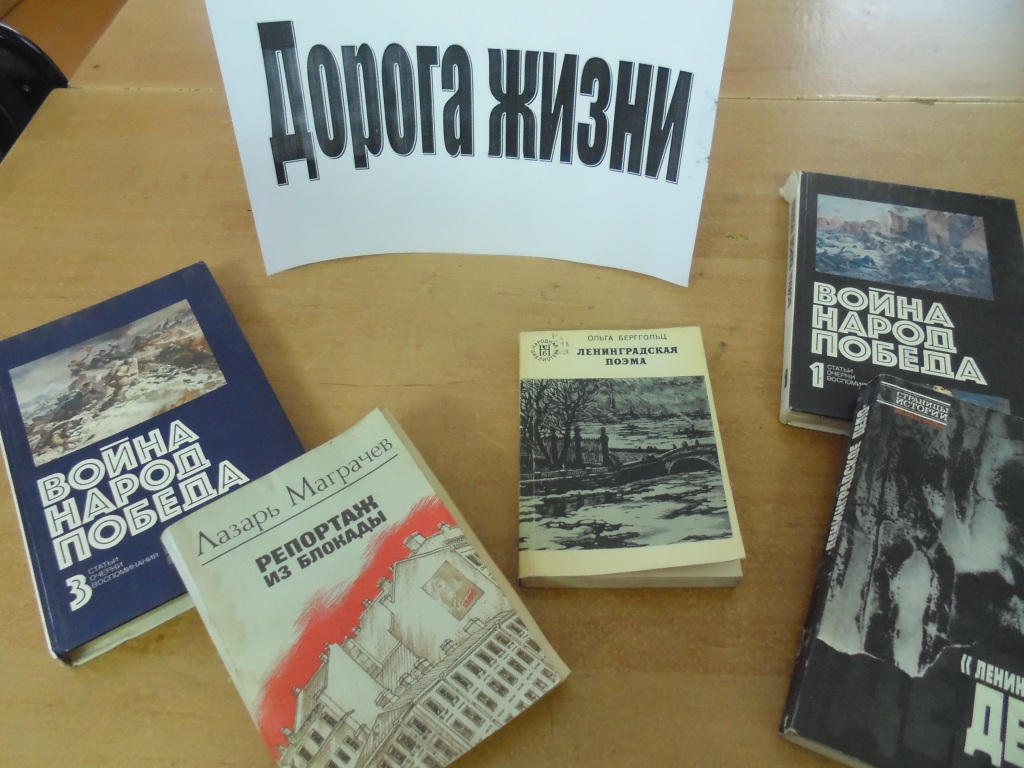 Дорога жизни
ВОЙНА
НАРОД
ПОБЕДА
3
СТАТЬИ
ОЧЕРКИ
ВОСПОМИНАНИЯ
Лазарь Маграчев
РЕПОРТАЖ
ИЗ БЛОКАДЫ
ОЛЬГА БЕРГГОЛЬЦ
ЛЕНИНГРАДСКАЯ
ПОЭМА
ВОЙНА
НАРОД
ПОБЕДА
1
СТАТЬИ
ОЧЕРКИ
СТРАНИЦЫ
ИСТОРИИ